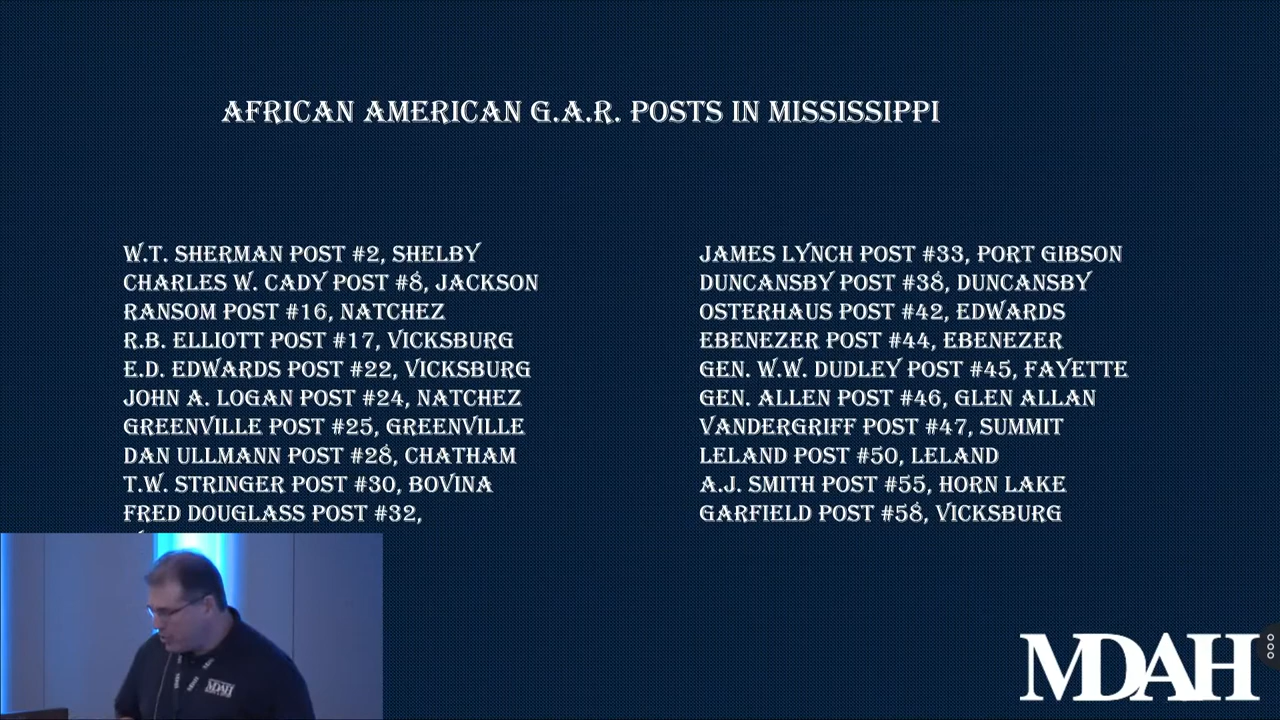 AFRICAN AMERICAN G.A.R. POSTS IN MISSISSIPPI
W.T. SHERMAN POST #2, SHELBY
CHARLES W. CADY POST #8, JACKSON
RANSOM POST #16, NATCHEZ
R.B. ELLIOTT POST #17, VICKSBURG
E.D. EDWARDS POST #22, VICKSBURG
JOHN A. LOGAN POST #24, NATCHEZ
GREENVILLE POST #25, GREENVILLE
DAN ULLMANN POST #28, CHATHAM
T.W. STRINGER POST #30, BOVINA
FRED DOUGLASS POST #32,
JAMES LYNCH POST #33, PORT GIBSON
DUNCANSBY POST #38, DUNCANSBY
OSTERHAUS POST #42, EDWARDS
EBENEZER POST #44, EBENEZER
GEN. W.W. DUDLEY POST #45, FAYETTE
GEN. ALLEN POST #46, GLEN ALLAN
VANDERGRIFF POST #47, SUMMIT
LELAND POST #50, LELAND
A.J. SMITH POST #55, HORN LAKE
GARFIELD POST #58, VICKSBURG
MDAH
MDAH